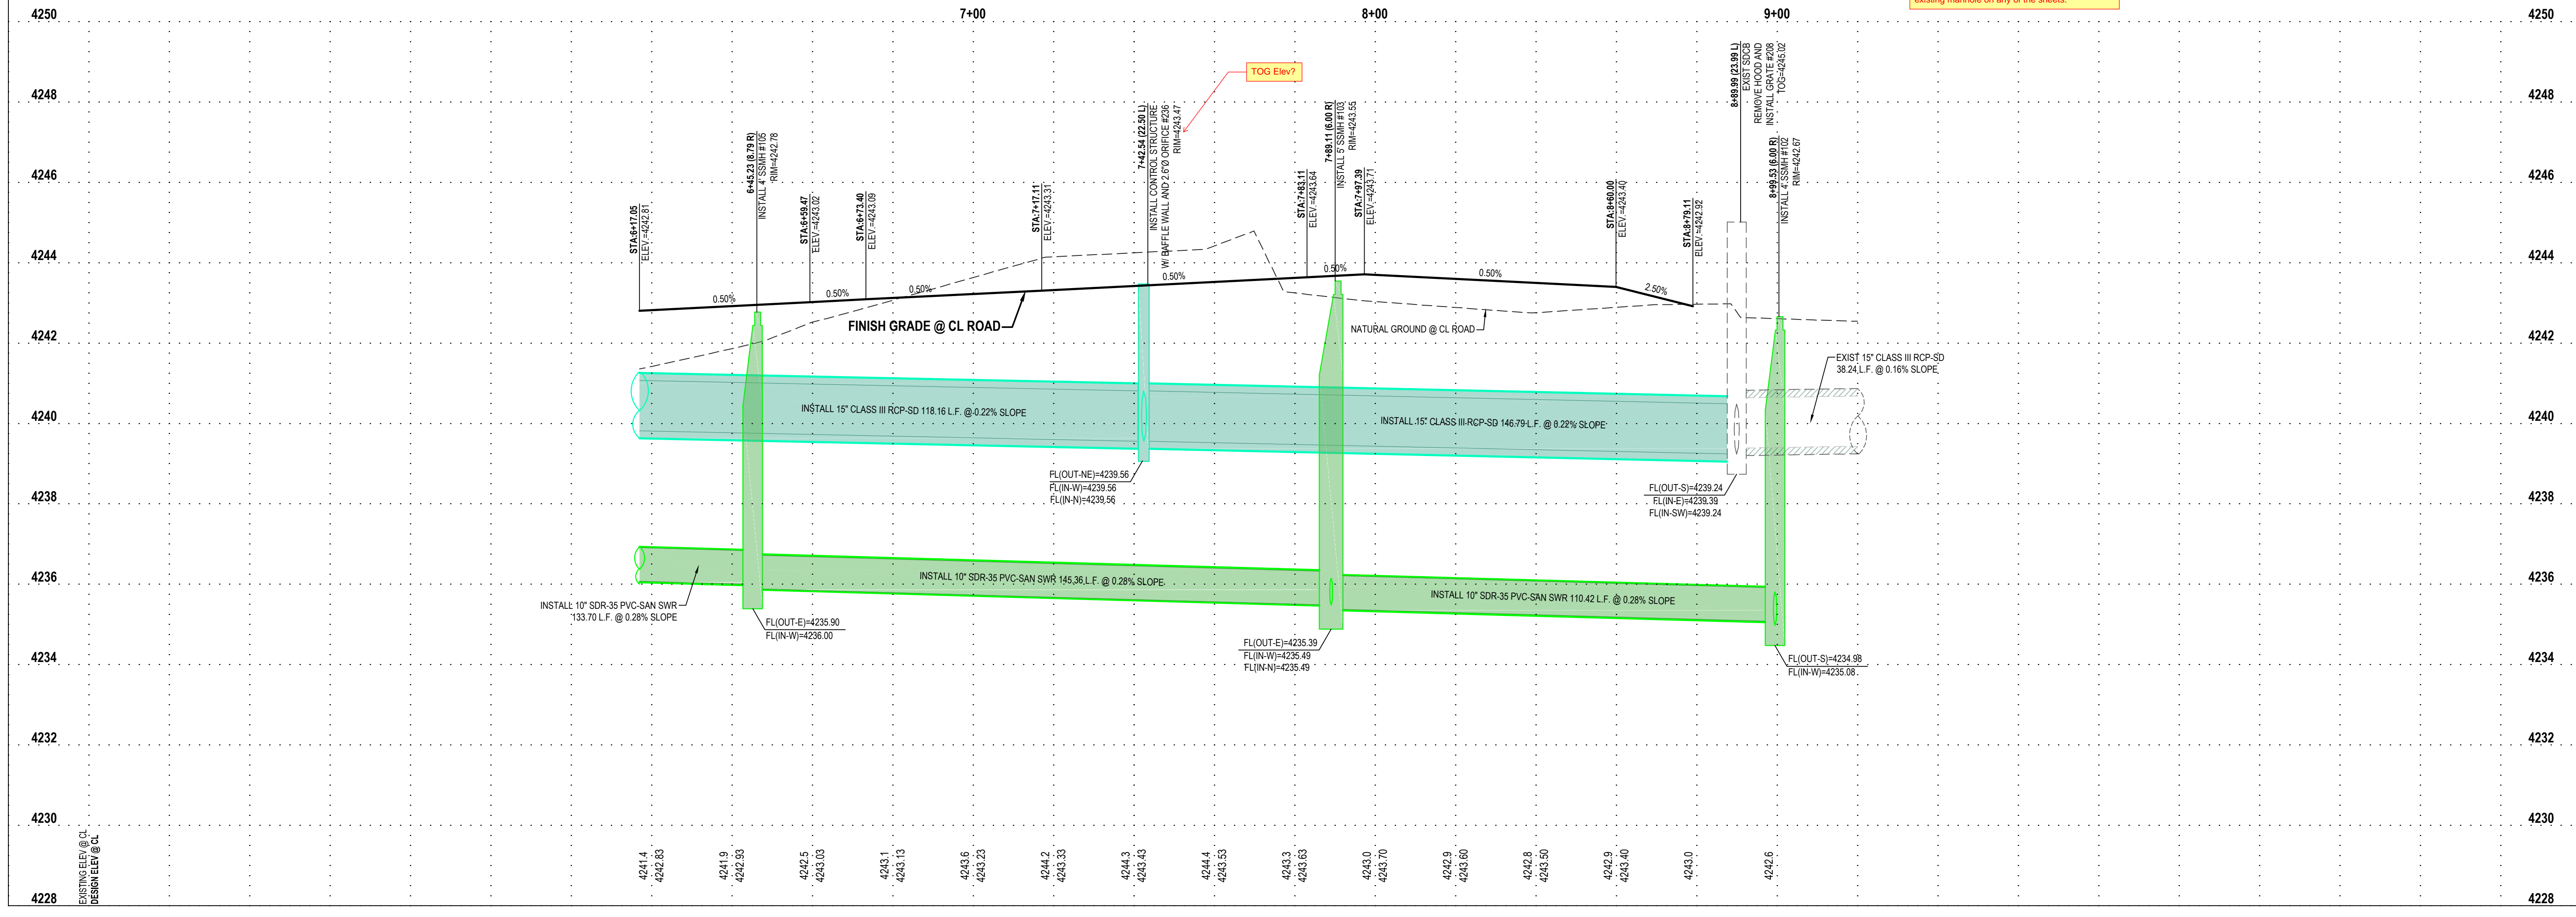 existing manhole on any of the sheets.
4250
7+00
8+00
9+00
4250
TOG Elev?
4248
4248
4246
4246
4244
4244
4242
4242
4240
4240
4238
4238
4236
4236
4234
4234
4232
4232
4230
4230
4228
4228
STA:6+17.05
ELEV.=4242.81
6+45.23 (8.79 R)
INSTALL 4' SSMH #105
RIM=4242.78
STA:6+59.47
ELEV.=4243.02
STA:6+73.40
ELEV.=4243.09
STA:7+17.11
ELEV.=4243.31
7+42.54 (22.50 L)
INSTALL CONTROL STRUCTURE
W/ BAFFLE WALL AND 2.6"Ø ORIFICE #236
RIM=4243.47
STA:7+83.11
ELEV.=4243.64
7+89.11 (6.00 R)
INSTALL 5' SSMH #103
RIM=4243.55
STA:7+97.39
ELEV.=4243.71
STA:8+60.00
ELEV.=4243.40
STA:8+79.11
ELEV.=4242.92
8+89.99 (23.99 L)
EXIST SDCB
REMOVE HOOD AND
INSTALL GRATE #208
TOG=4245.02
8+99.53 (6.00 R)
INSTALL 4' SSMH #102
RIM=4242.67
0.50%
0.50%
0.50%
0.50%
0.50%
0.50%
2.50%
FINISH GRADE @ CL ROAD
NATURAL GROUND @ CL ROAD
EXIST 15" CLASS III RCP-SD
38.24 L.F. @ 0.16% SLOPE
INSTALL 15" CLASS III RCP-SD 118.16 L.F. @ 0.22% SLOPE
INSTALL 15" CLASS III RCP-SD 146.79 L.F. @ 0.22% SLOPE
FL(OUT-NE)=4239.56
FL(IN-W)=4239.56
FL(IN-N)=4239.56
FL(OUT-S)=4239.24
FL(IN-E)=4239.39
FL(IN-SW)=4239.24
INSTALL 10" SDR-35 PVC-SAN SWR
133.70 L.F. @ 0.28% SLOPE
INSTALL 10" SDR-35 PVC-SAN SWR 145.36 L.F. @ 0.28% SLOPE
INSTALL 10" SDR-35 PVC-SAN SWR 110.42 L.F. @ 0.28% SLOPE
FL(OUT-E)=4235.90
FL(IN-W)=4236.00
FL(OUT-E)=4235.39
FL(IN-W)=4235.49
FL(IN-N)=4235.49
FL(OUT-S)=4234.98
FL(IN-W)=4235.08
EXISTING ELEV @ CL
DESIGN ELEV @ CL
4241.4
4242.83
4241.9
4242.93
4242.5
4243.03
4243.1
4243.13
4243.6
4243.23
4244.2
4243.33
4244.3
4243.43
4244.4
4243.53
4243.3
4243.63
4243.0
4243.70
4242.9
4243.60
4242.8
4243.50
4242.9
4243.40
4243.0
4242.6